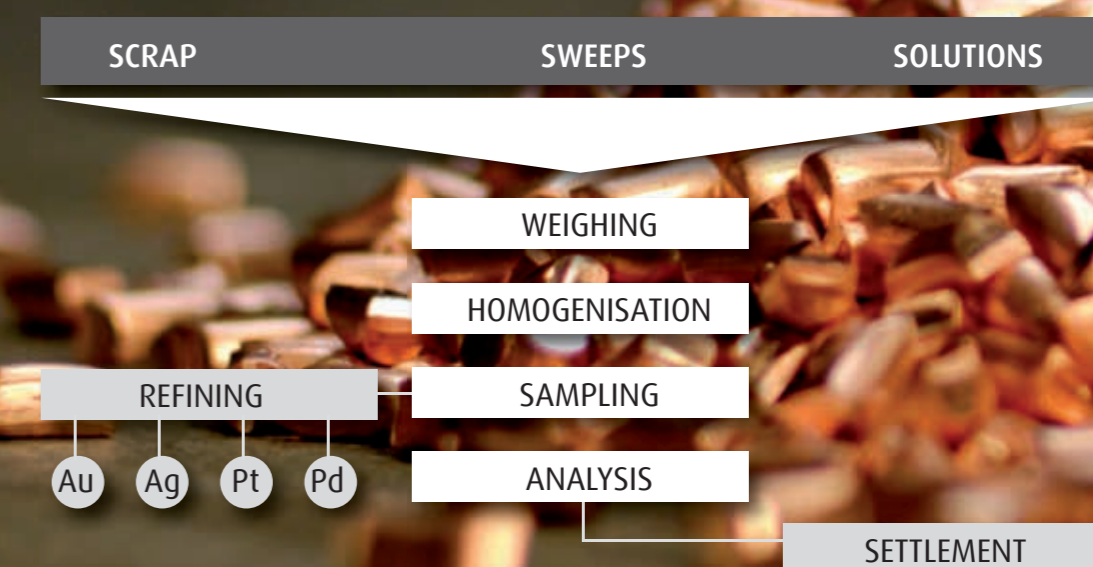 SCRAP SWEEPS SOLUTIONS
WEIGHING
HOMOGENISATION
REFINING SAMPLING
Au Ag Pt Pd ANALYSIS
SETTLEMENT